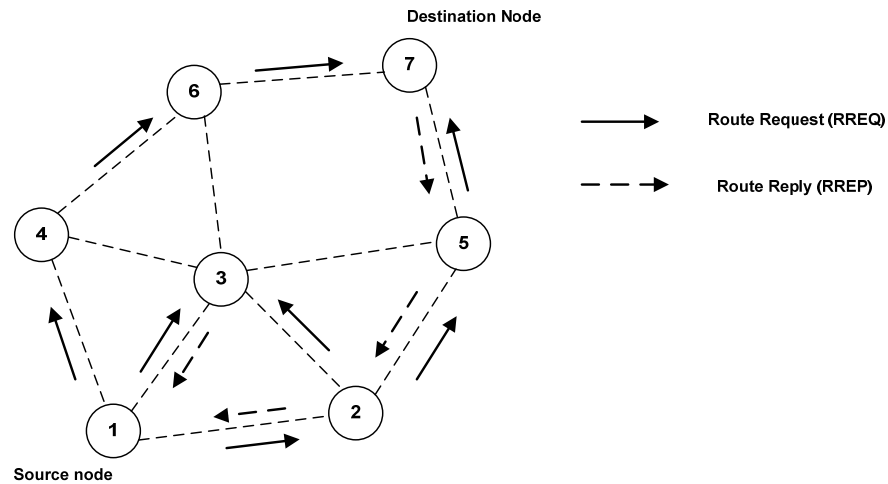 Destination Node
7
6
Route Request (RREQ)
Route Reply (RREP)
4
5
3
2
1
Source node